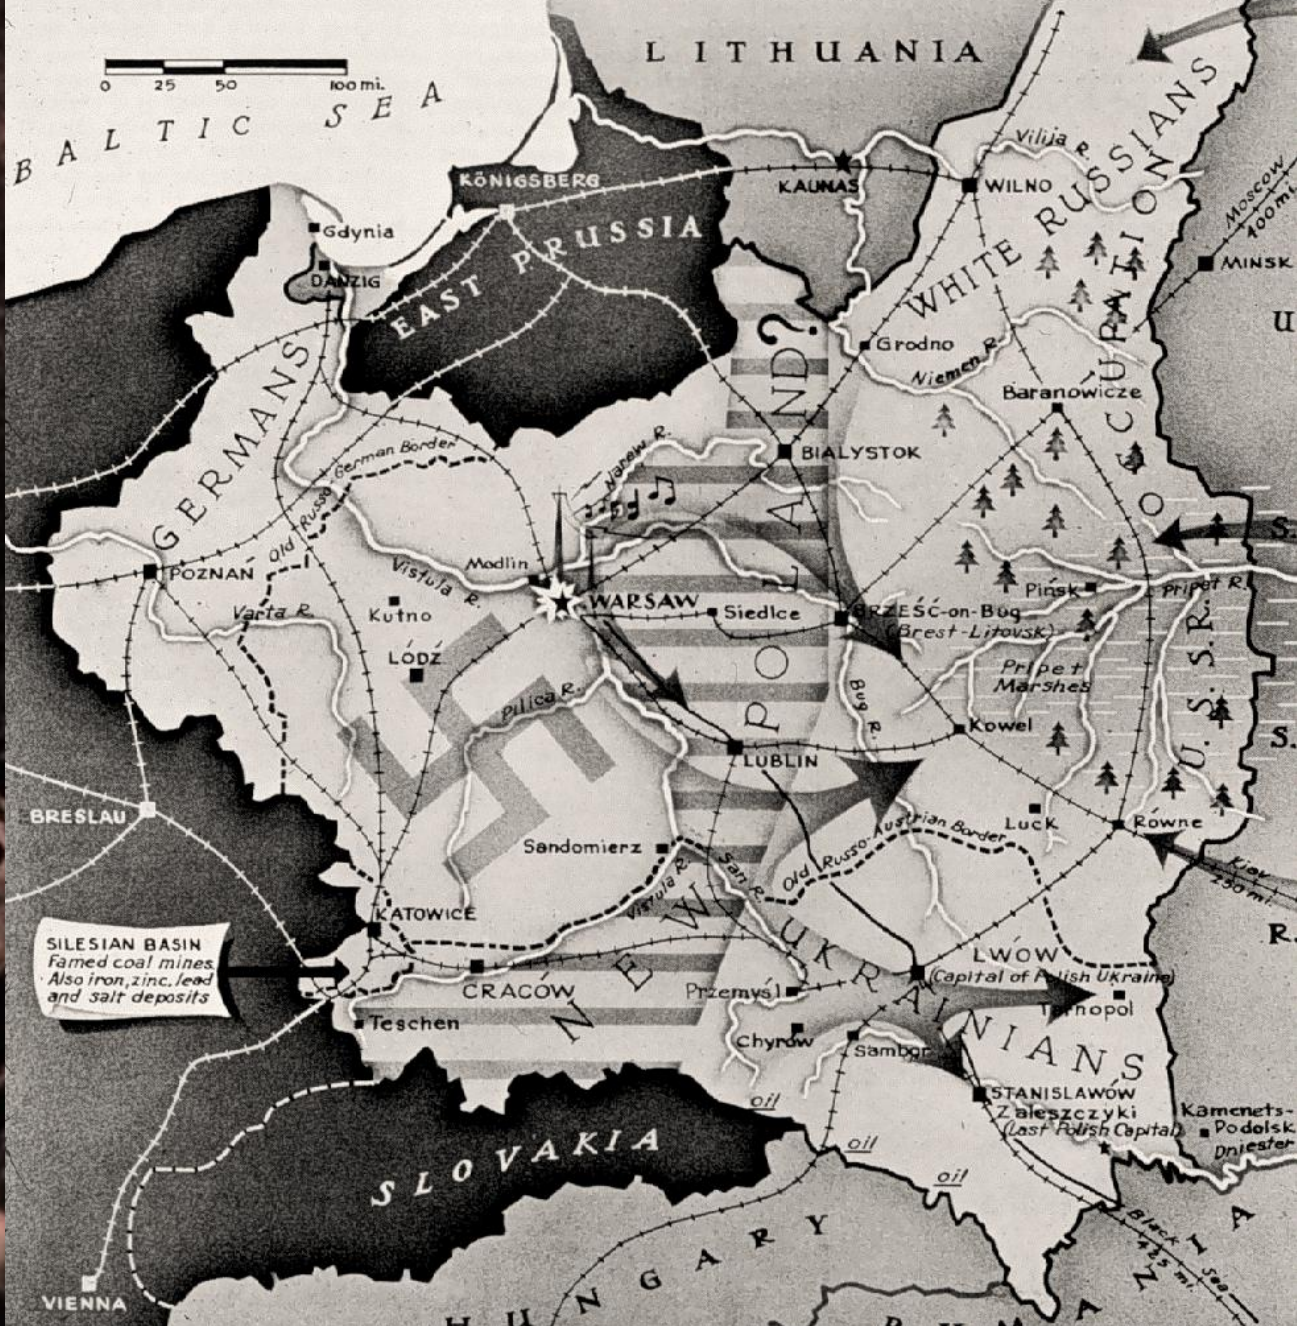 LITHUANIA
0 25 50 100 mi.
BALTIC SEA
Vilija R.
WHITE RUSSIANS
U.S.S.R. OCCUPATION
KÖNIGSBERG
KAUNAS
WILNO
Moscow
400 mi.
MINSK
Gdynia
DANZIG
EAST PRUSSIA
U
GERMANS
Grodno
Niemen R.
Baranowicze
Old Russo-German Border
Narew R.
BIALYSTOK
S.
POZNAŃ
Modlin
Vistula R.
WARSAW
Siedlce
BRZEŚĆ-on-Bug
(Brest-Litovsk)
Pińsk
Pripet R.
Kutno
Varta R.
ŁÓDŹ
Pripet
Marshes
Pilica R.
Bug R.
Kowel
S.
LUBLIN
NEW POLAND?
BRESLAU
Luck
Równe
Sandomierz
Old Russo-Austrian Border
San R.
Vistula R.
Kiev
250 mi.
KATOWICE
SILESIAN BASIN
Famed coal mines.
Also iron, zinc, lead
and salt deposits
R.
UKRAINIANS
LWÓW
(Capital of Polish Ukraine)
CRACÓW
Przemyśl
Tarnopol
Teschen
Chyrów
Sambor
STANISLAWÓW
Zaleszczyki
(Last Polish Capital)
Kamenets-
Podolsk
Dniester
oil
oil
oil
SLOVAKIA
HUNGARY
Black Sea
425 mi.
VIENNA